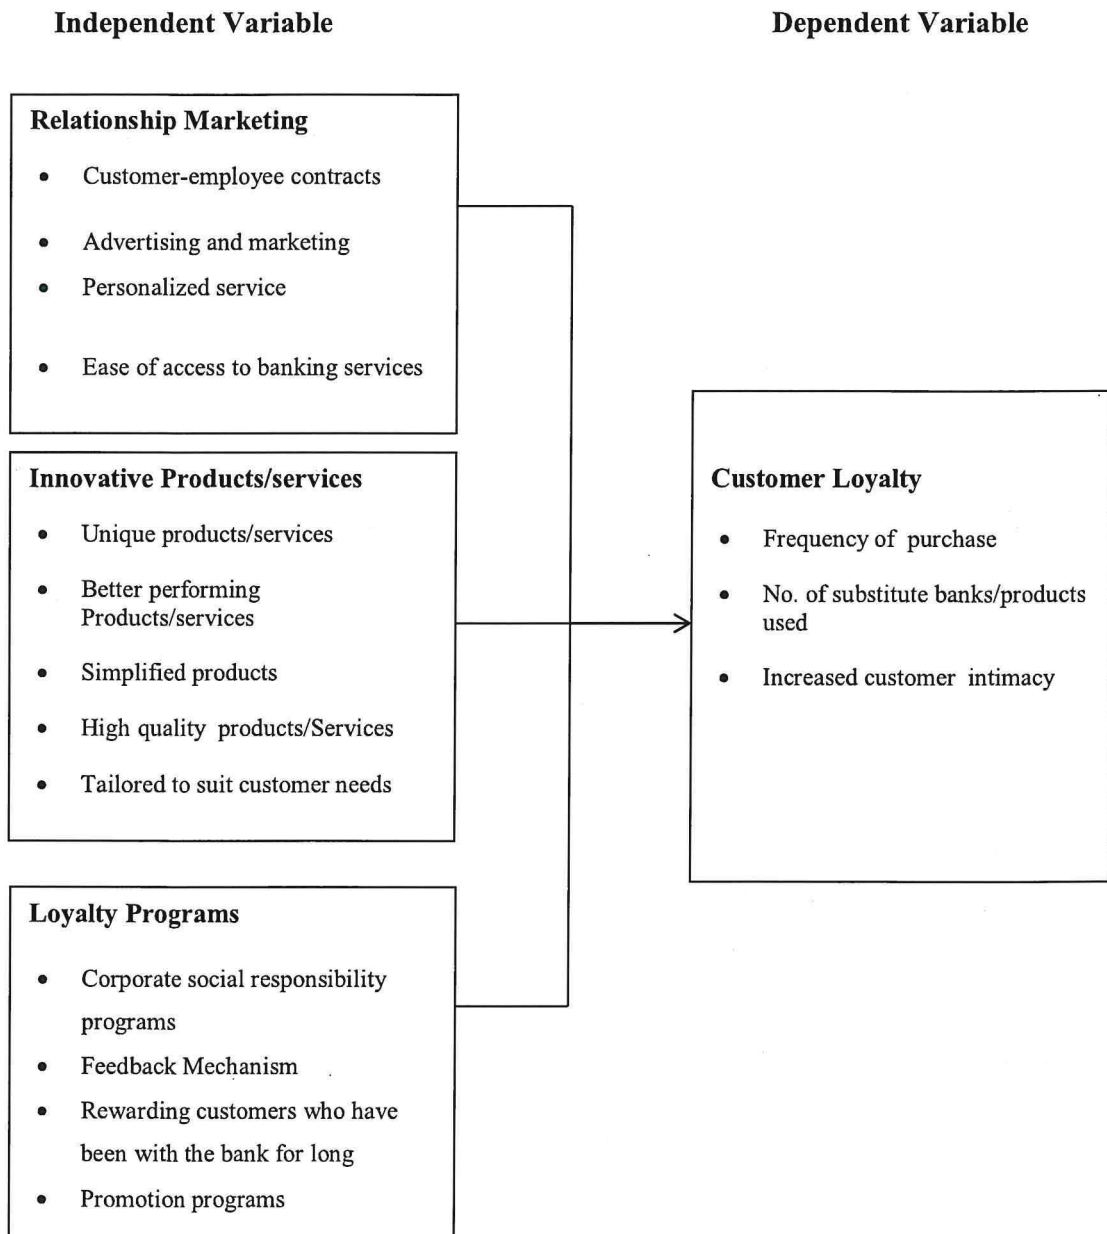 Independent Variable
Dependent Variable
Relationship Marketing
• Customer-employee contracts
• Advertising and marketing
• Personalized service
• Ease of access to banking services
Innovative Products/services
• Unique products/services
• Better performing
Products/services
• Simplified products
• High quality products/Services
• Tailored to suit customer needs
Loyalty Programs
• Corporate social responsibility
programs
• Feedback Mechanism
• Rewarding customers who have
been with the bank for long
• Promotion programs
Customer Loyalty
• Frequency of purchase
• No. of substitute banks/products
used
• Increased customer intimacy